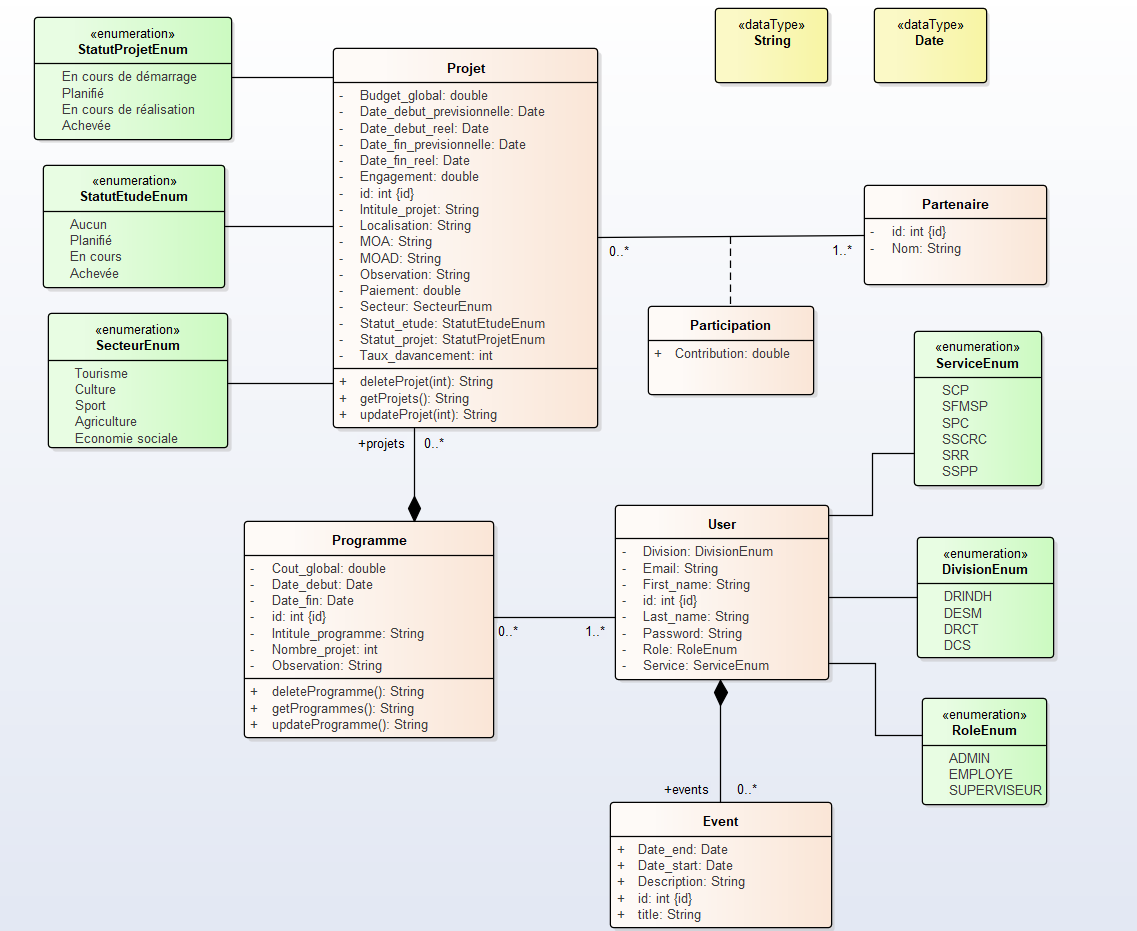 «enumeration»
StatutProjetEnum
En cours de démarrage
Planifié
En cours de réalisation
Achevée
«enumeration»
StatutEtudeEnum
Aucun
Planifié
En cours
Achevée
«enumeration»
SecteurEnum
Tourisme
Culture
Sport
Agriculture
Economie sociale
Projet
- Budget_global: double
- Date_debut_previsionnelle: Date
- Date_debut_reel: Date
- Date_fin_previsionnelle: Date
- Date_fin_reel: Date
- Engagement: double
- id: int {id}
- Intitule_projet: String
- Localisation: String
- MOA: String
- MOAD: String
- Observation: String
- Paiement: double
- Secteur: SecteurEnum
- Statut_etude: StatutEtudeEnum
- Statut_projet: StatutProjetEnum
- Taux_davancement: int
+ deleteProjet(int): String
+ getProjets(): String
+ updateProjet(int): String
«dataType»
String
«dataType»
Date
0..*
1..*
Partenaire
- id: int {id}
- Nom: String
Participation
+ Contribution: double
«enumeration»
ServiceEnum
SCP
SFMSP
SPC
SSCRC
SRR
SSPP
+projets 0..*
Programme
- Cout_global: double
- Date_debut: Date
- Date_fin: Date
- id: int {id}
- Intitule_programme: String
- Nombre_projet: int
- Observation: String
+ deleteProgramme(): String
+ getProgrammes(): String
+ updateProgramme(): String
0..*
1..*
User
- Division: DivisionEnum
- Email: String
- First_name: String
- id: int {id}
- Last_name: String
- Password: String
- Role: RoleEnum
- Service: ServiceEnum
«enumeration»
DivisionEnum
DRINDH
DESM
DRCT
DCS
«enumeration»
RoleEnum
ADMIN
EMPLOYE
SUPERVISEUR
+events 0..*
Event
+ Date_end: Date
+ Date_start: Date
+ Description: String
+ id: int {id}
+ title: String